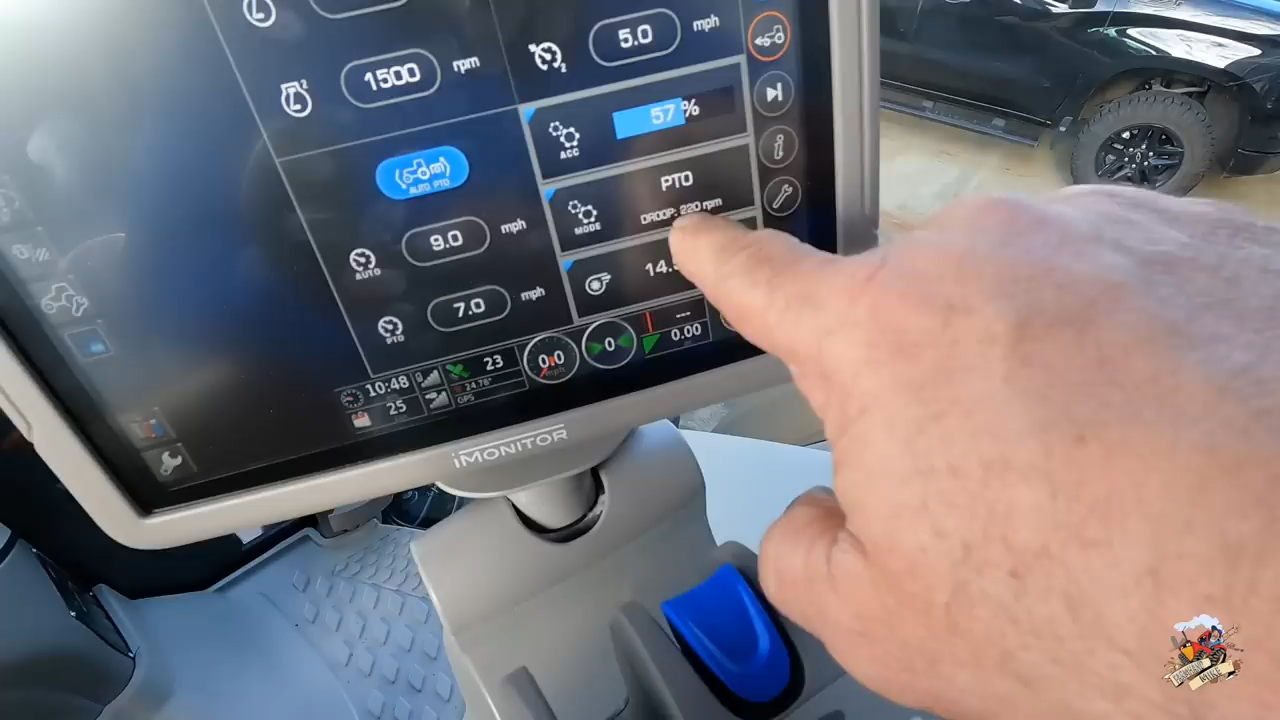 5.0 mph
1500 rpm
57%
ACC
AUTO PTO
PTO
DROOP: 220 rpm
MODE
9.0 mph
AUTO
14.
7.0 mph
PTO
10:48
25
23
24.76°
GPS
0.0
mph
0
---
0.00
iMONITOR